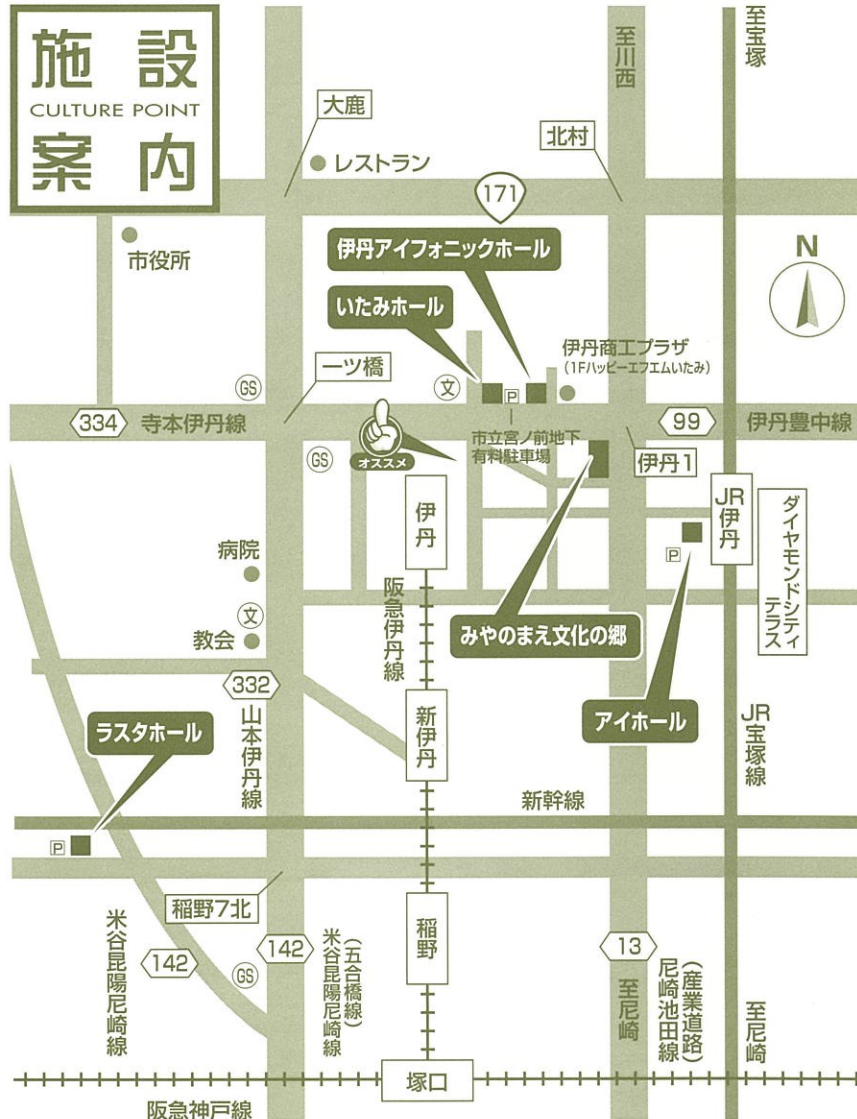 施設
CULTURE POINT
案内
至川西
至宝塚
大鹿
北村
レストラン
171
市役所
伊丹アイフォニックホール
N
いたみホール
一ツ橋
伊丹商工プラザ
(1Fハッピーエフエムいたみ)
GS
文
P
334
寺本伊丹線
99
伊丹豊中線
オススメ
市立宮ノ前地下
有料駐車場
GS
伊丹1
伊丹
JR伊丹
ダイヤモンドシティ
テラス
P
病院
阪急伊丹線
文
教会
みやのまえ文化の郷
332
山本伊丹線
新伊丹
アイホール
JR宝塚線
ラスタホール
新幹線
P
稲野7北
稲野
米谷昆陽尼崎線
142
GS
142
(五合橋線)
米谷昆陽尼崎線
13
至尼崎
(産業道路)
尼崎池田線
至尼崎
塚口
阪急神戸線